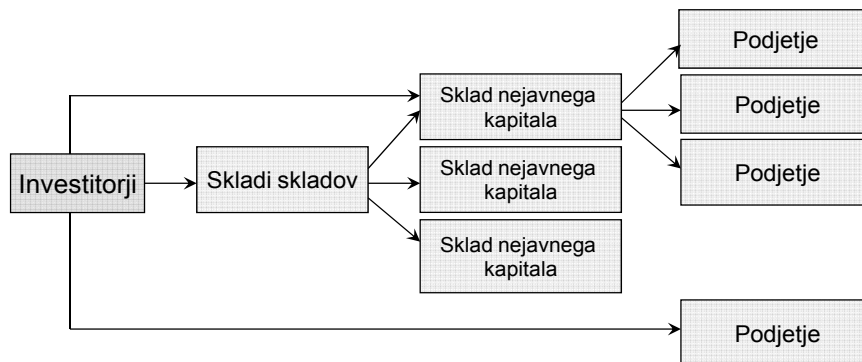 Investitorji
Skladi skladov
Sklad nejavnega
kapitala
Sklad nejavnega
kapitala
Sklad nejavnega
kapitala
Podjetje
Podjetje
Podjetje
Podjetje